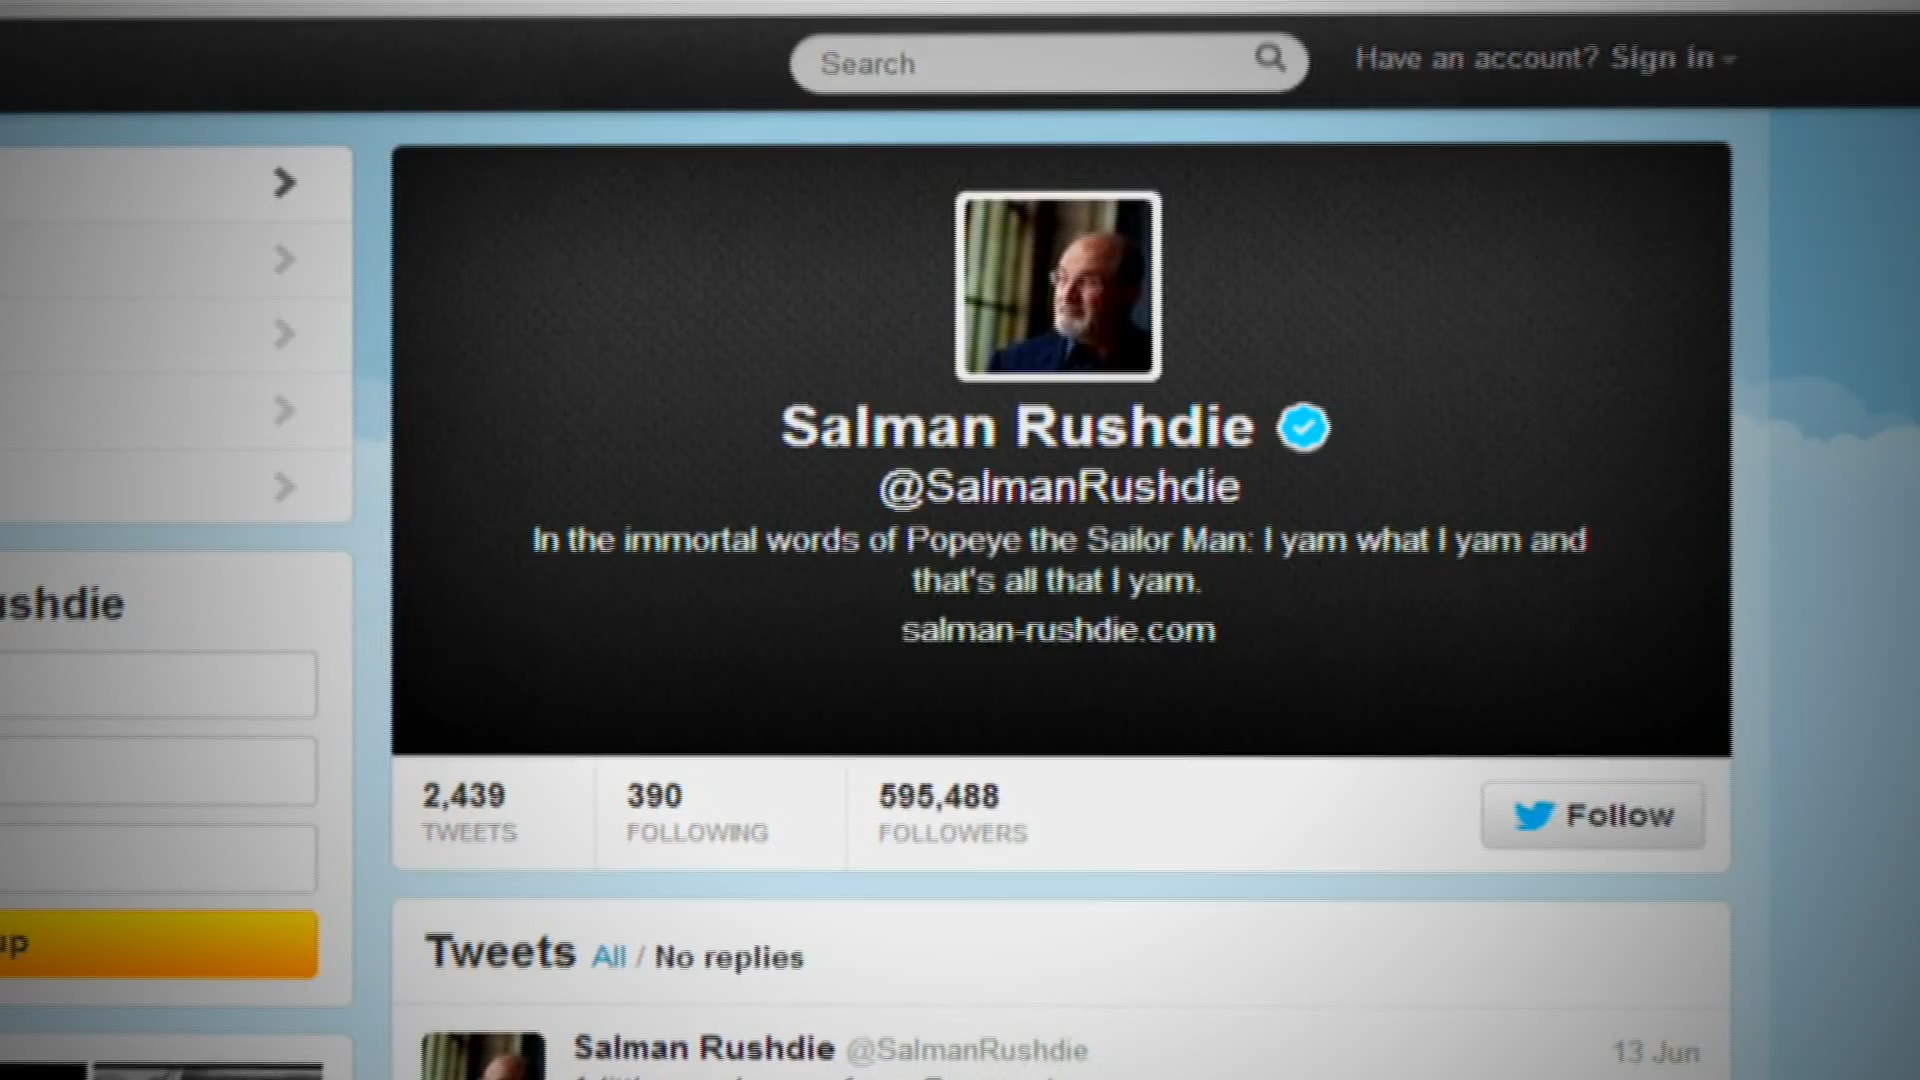 Search
Have an account? Sign in
Salman Rushdie
@SalmanRushdie
In the immortal words of Popeye the Sailor Man: I yam what I yam and
that's all that I yam.
salman-rushdie.com
ushdie
2,439
TWEETS
390
FOLLOWING
595,488
FOLLOWERS
Follow
up
Tweets All / No replies
Salman Rushdie @SalmanRushdie
13 Jun